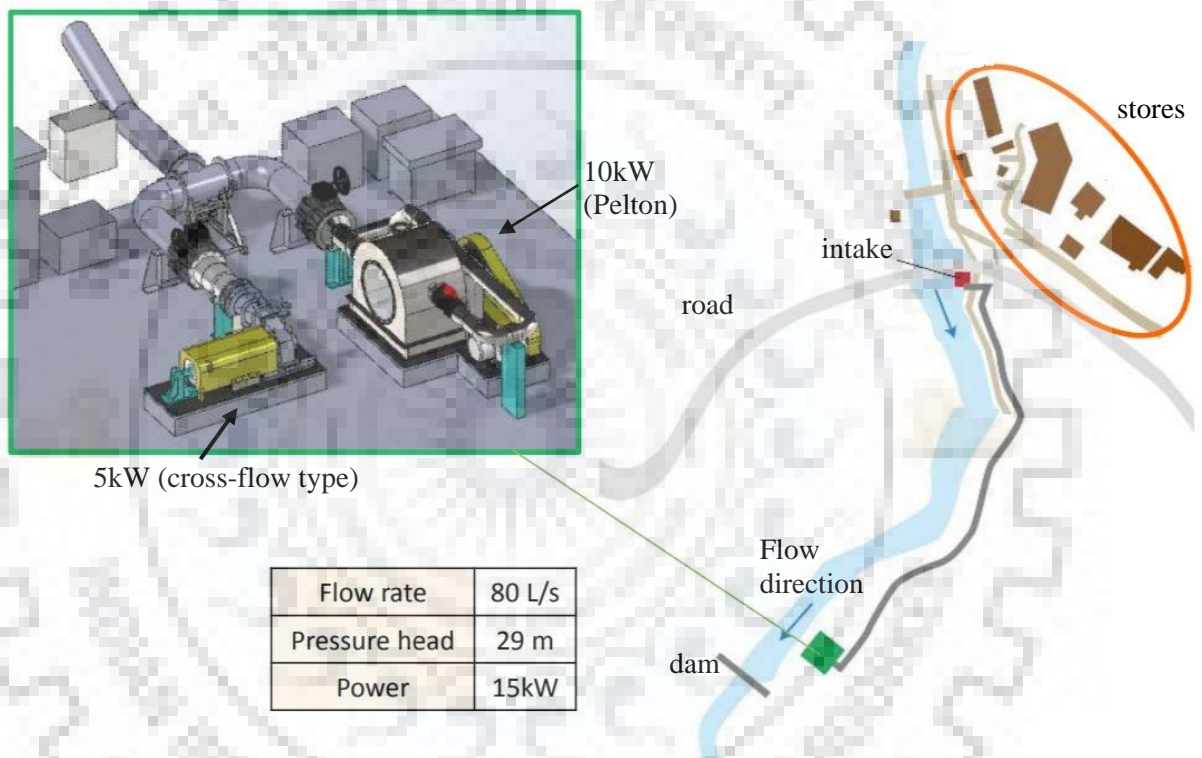 stores
10kW
(Pelton)
intake
road
5kW (cross-flow type)
Flow
direction
Flow rate 80 L/s
Pressure head 29 m
Power 15kW
dam